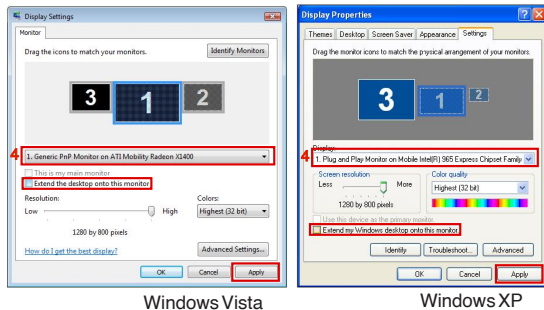 Display Settings
Monitor
Drag the icons to match your monitors.
Identify Monitors
3
1
2
4
1. Generic PnP Monitor on ATI Mobility Radeon X1400
This is my main monitor
Extend the desktop onto this monitor
Resolution:
Colors:
Low
High
Highest (32 bit)
1280 by 800 pixels
How do I get the best display?
Advanced Settings...
OK
Cancel
Apply
Windows Vista
Display Properties
Themes
Desktop
Screen Saver
Appearance
Settings
Drag the monitor icons to match the physical arrangement of your monitors.
3
1
2
Display:
4
1. Plug and Play Monitor on Mobile Intel(R) 965 Express Chipset Family
Screen resolution
Color quality
Less
More
Highest (32 bit)
1280 by 800 pixels
Use this device as the primary monitor.
Extend my Windows desktop onto this monitor.
Identify
Troubleshoot...
Advanced
OK
Cancel
Apply
Windows XP